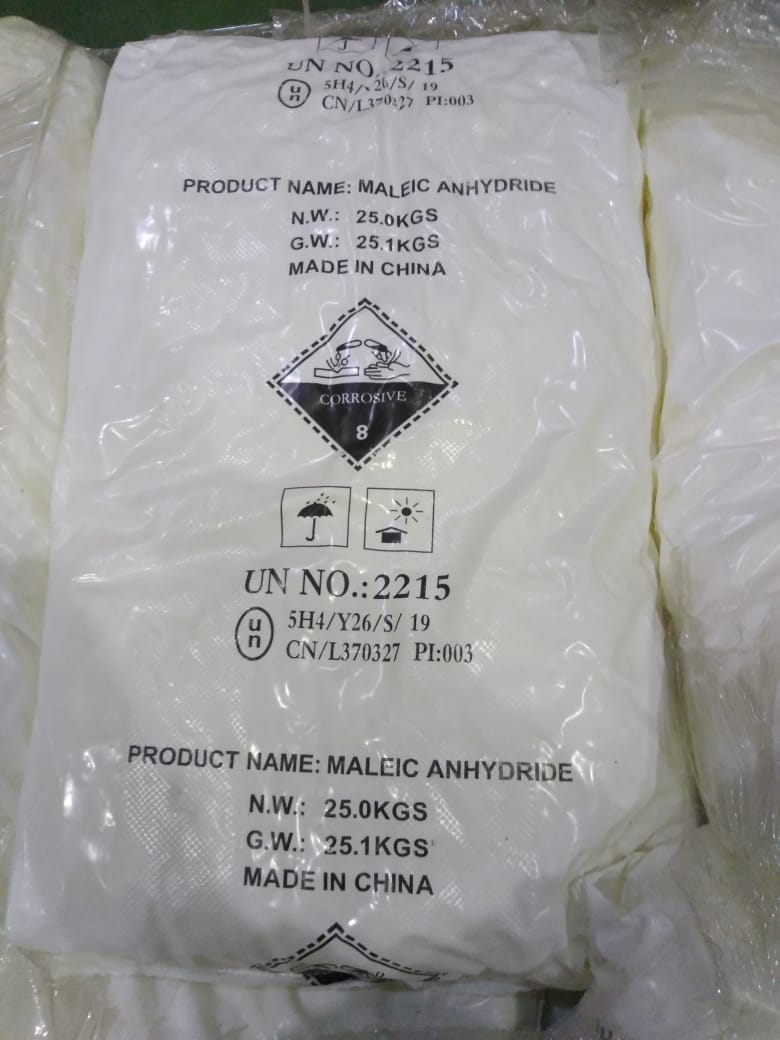 UN NO. 2215
un
5H4/Y26/S/ 19
CN/L370327 PI:003
PRODUCT NAME: MALEIC ANHYDRIDE
N.W.: 25.0KGS
G.W.: 25.1KGS
MADE IN CHINA
CORROSIVE
8
UN NO.:2215
un
5H4/Y26/S/ 19
CN/L370327 PI:003
PRODUCT NAME: MALEIC ANHYDRIDE
N.W.: 25.0KGS
G.W.: 25.1KGS
MADE IN CHINA